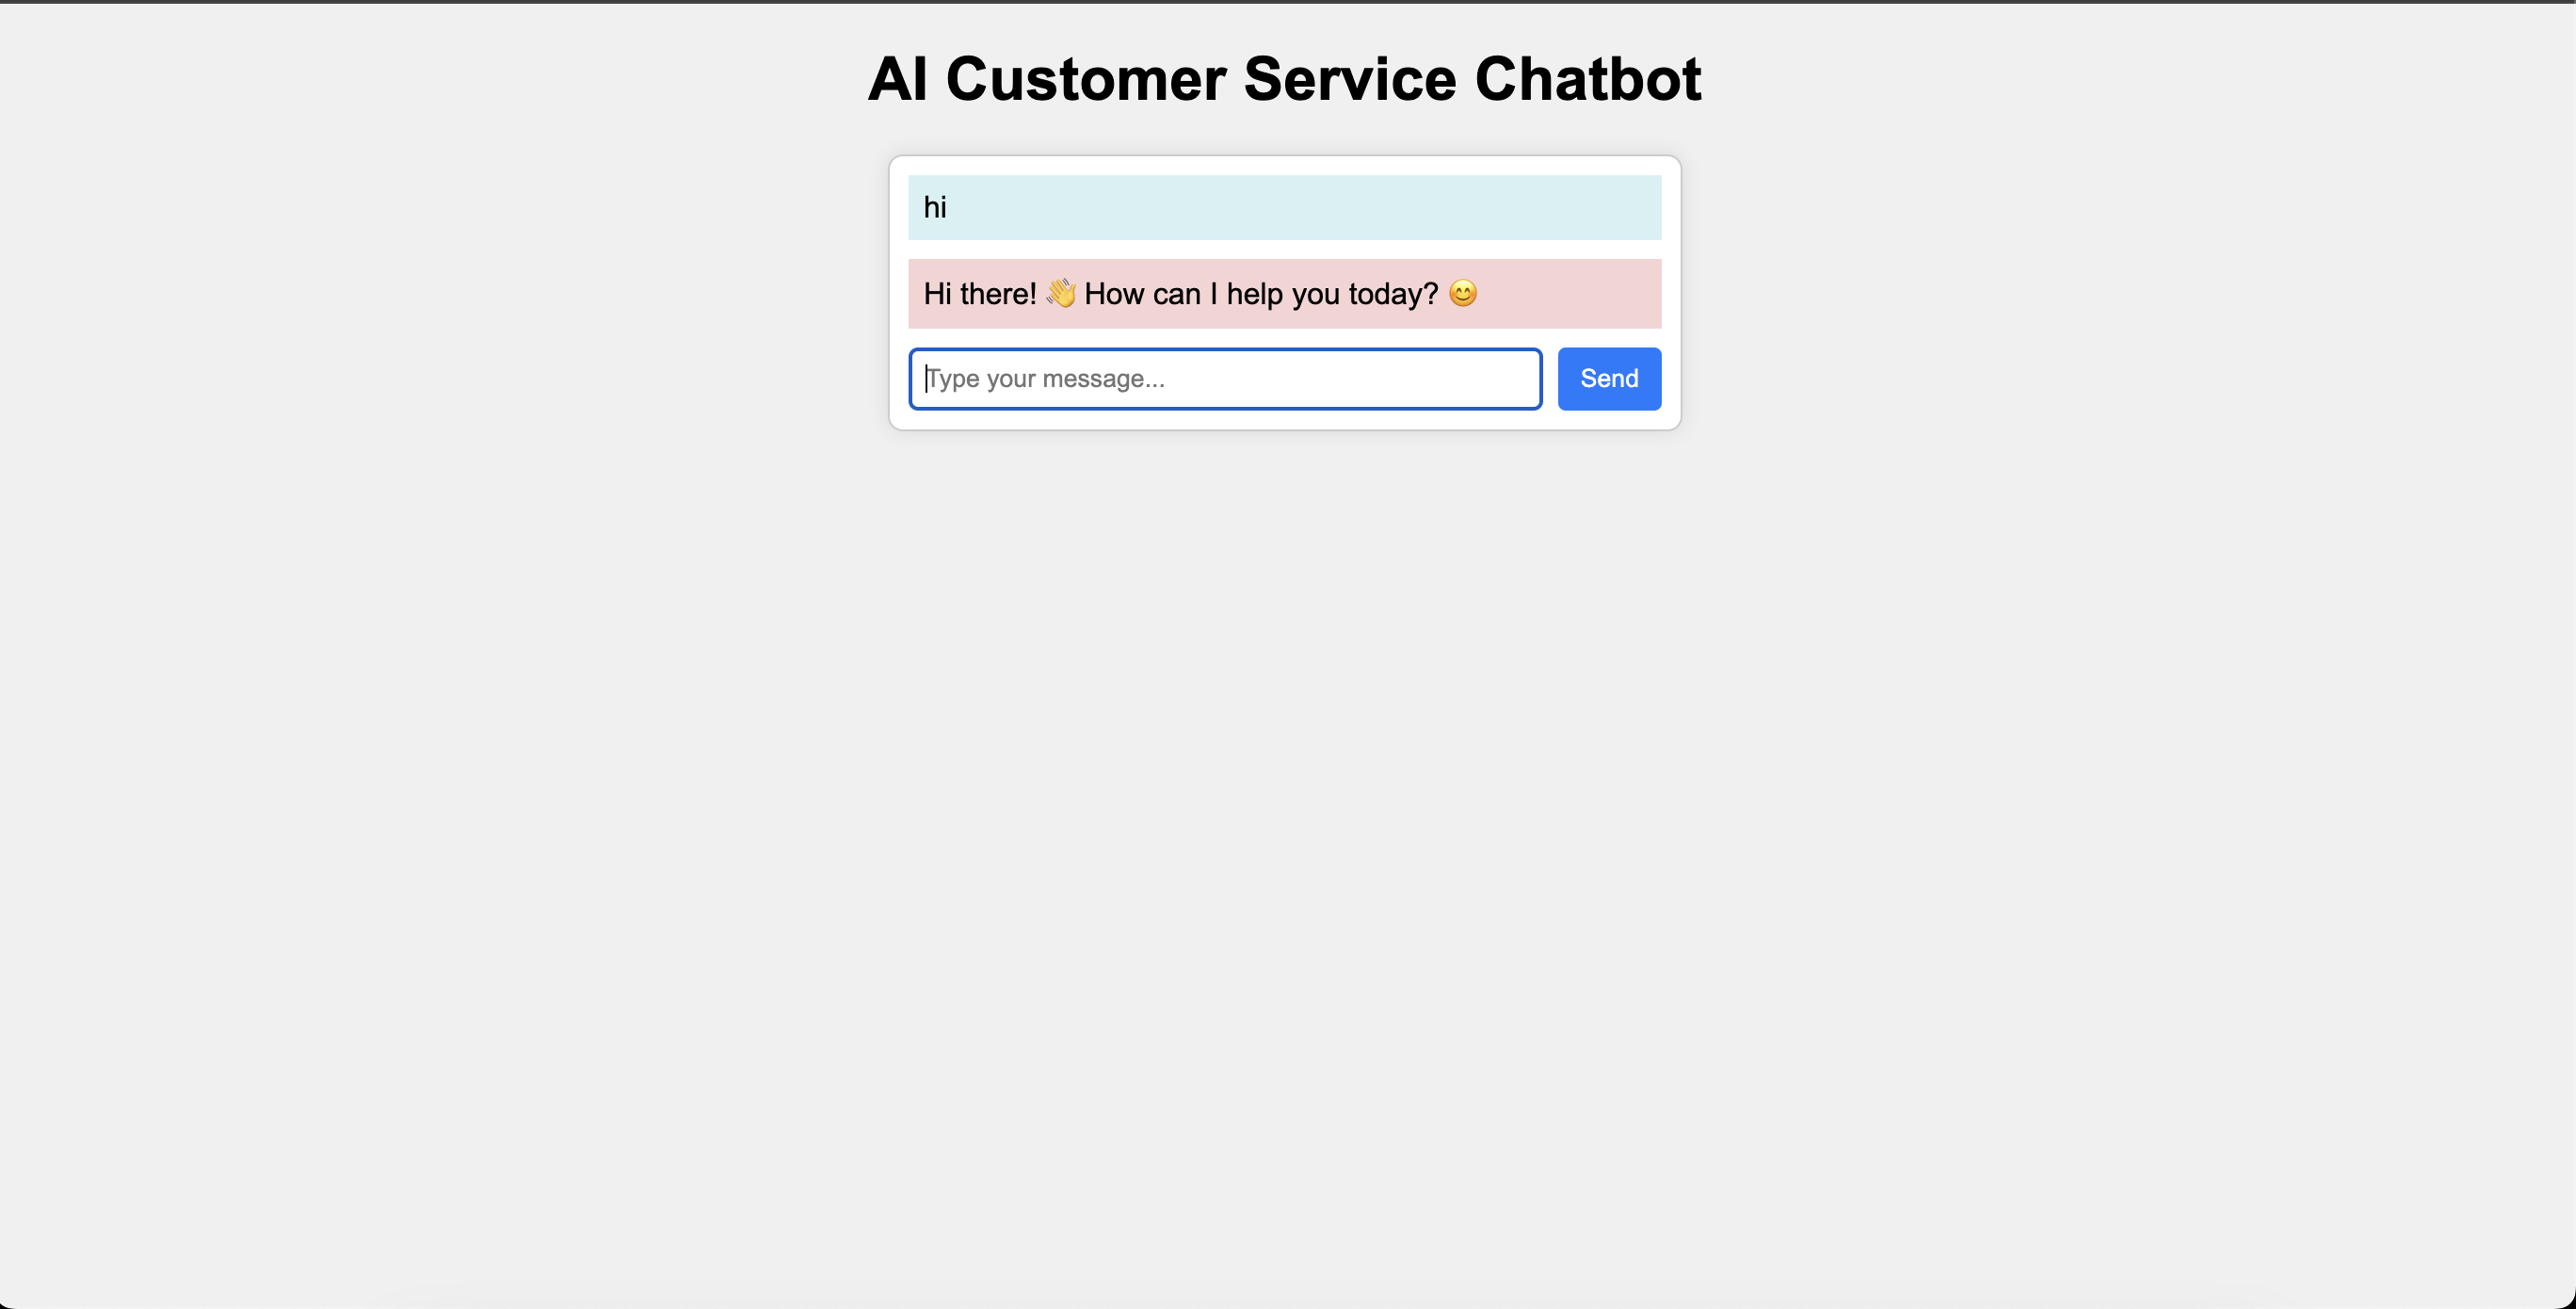 AI Customer Service Chatbot
hi
Hi there! 👋 How can I help you today? 😊
Type your message...
Send